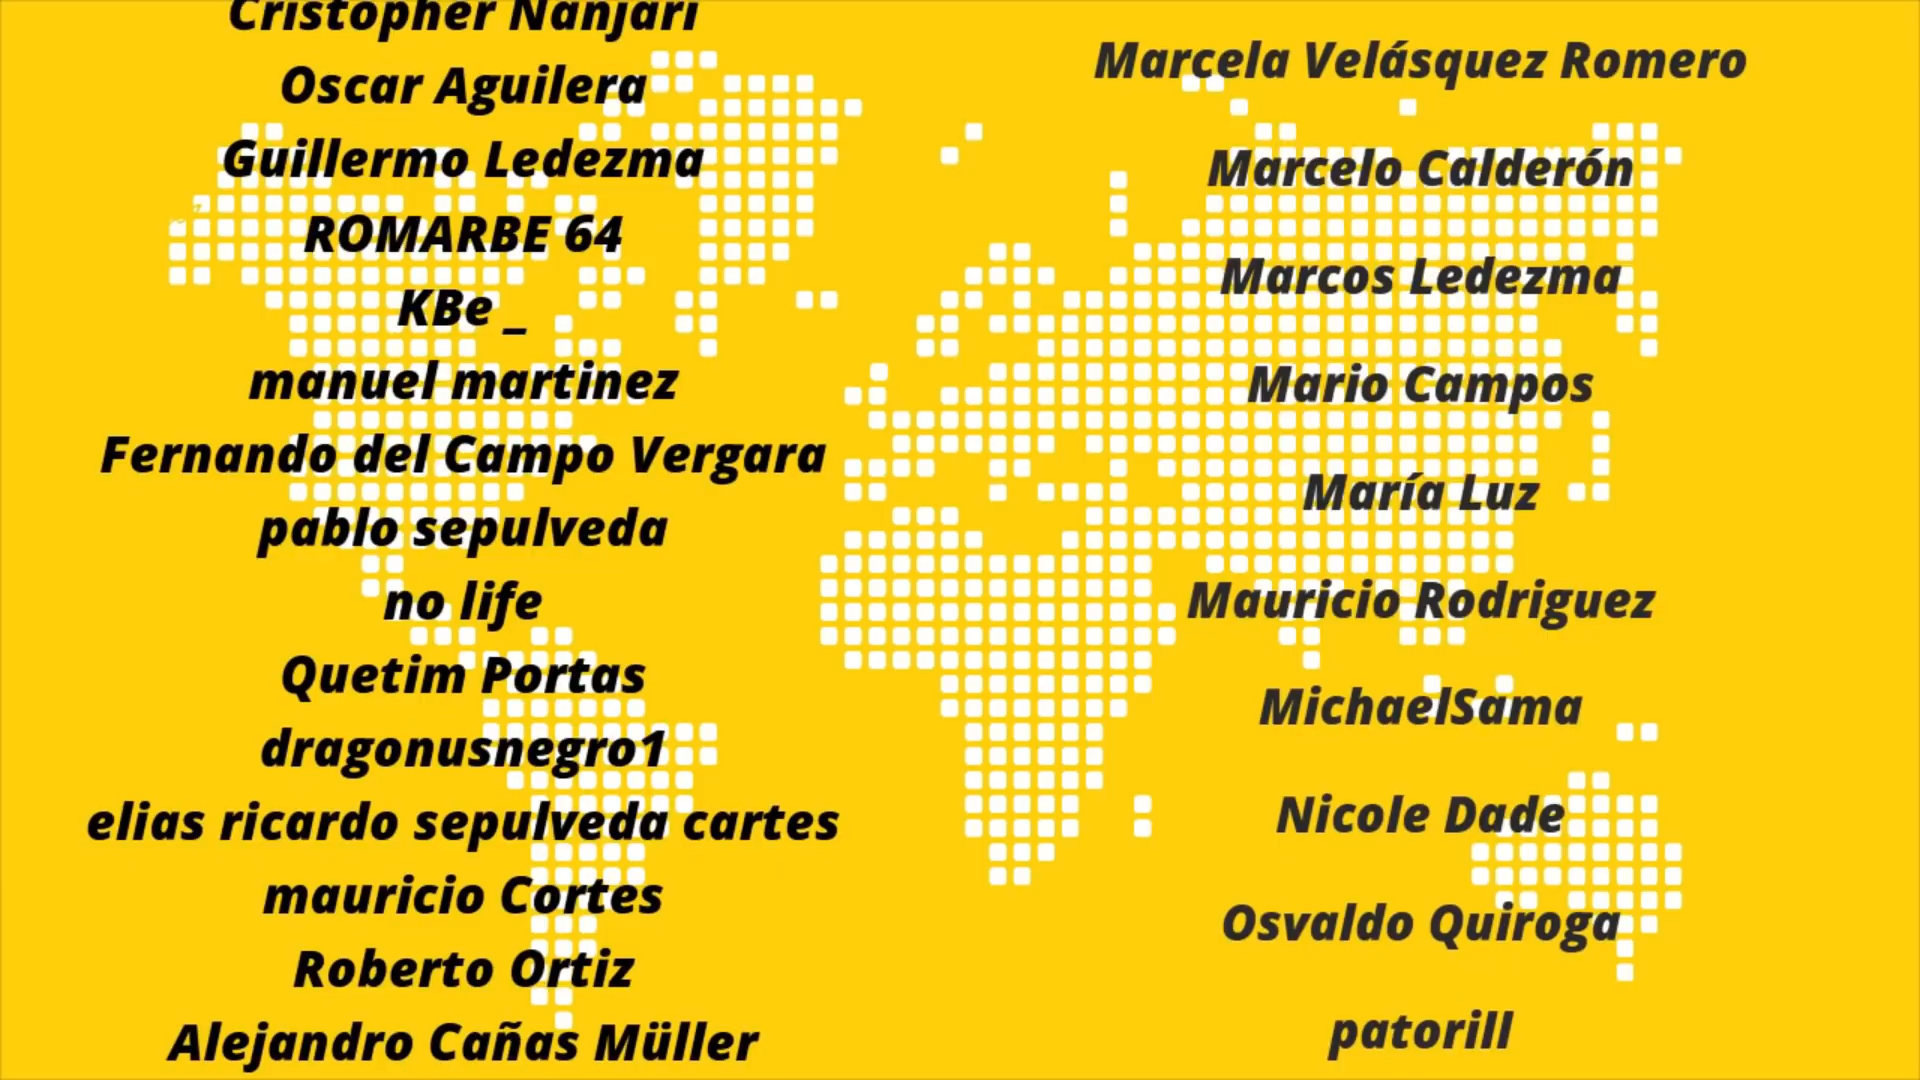 Cristopher Nanjarí
Oscar Aguilera
Guillermo Ledezma
ROMARBE 64
KBe _
manuel martinez
Fernando del Campo Vergara
pablo sepulveda
no life
Quetim Portas
dragonusnegro1
elias ricardo sepulveda cartes
mauricio Cortes
Roberto Ortiz
Alejandro Cañas Müller
Marcela Velásquez Romero
Marcelo Calderón
Marcos Ledezma
Mario Campos
María Luz
Mauricio Rodriguez
MichaelSama
Nicole Dade
Osvaldo Quiroga
patorill